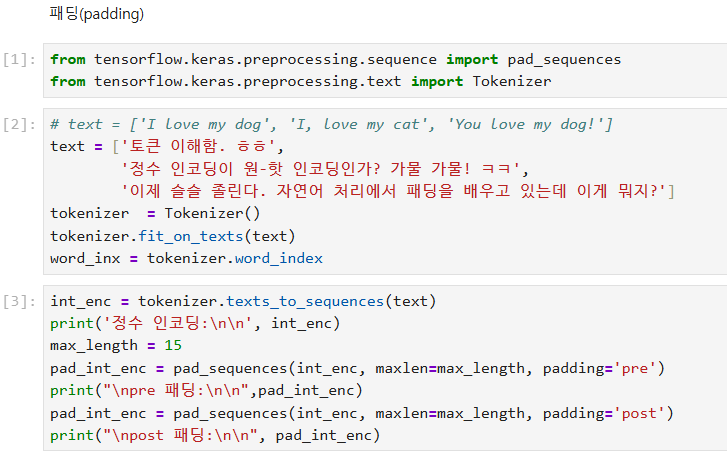 패딩(padding)
[1]: from tensorflow.keras.preprocessing.sequence import pad_sequences
from tensorflow.keras.preprocessing.text import Tokenizer
[2]: # text = ['I love my dog', 'I, love my cat', 'You love my dog!']
text = ['토큰 이해함. ㅎㅎ',
'정수 인코딩이 원-핫 인코딩인가? 가물 가물! ㅋㅋ',
'이제 슬슬 졸린다. 자연어 처리에서 패딩을 배우고 있는데 이게 뭐지?']
tokenizer  = Tokenizer()
tokenizer.fit_on_texts(text)
word_inx = tokenizer.word_index
[3]: int_enc = tokenizer.texts_to_sequences(text)
print('정수 인코딩:\n\n', int_enc)
max_length = 15
pad_int_enc = pad_sequences(int_enc, maxlen=max_length, padding='pre')
print("\npre 패딩:\n\n",pad_int_enc)
pad_int_enc = pad_sequences(int_enc, maxlen=max_length, padding='post')
print("\npost 패딩:\n\n", pad_int_enc)